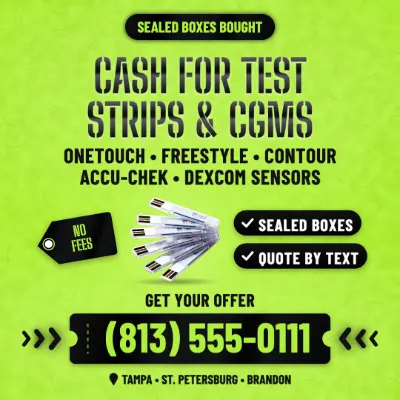 SEALED BOXES BOUGHT
CASH FOR TEST
STRIPS & CGMS
ONETOUCH • FREESTYLE • CONTOUR
ACCU-CHEK • DEXCOM SENSORS
NO
FEES
✓ SEALED BOXES
✓ QUOTE BY TEXT
GET YOUR OFFER
(813) 555-0111
TAMPA • ST. PETERSBURG • BRANDON